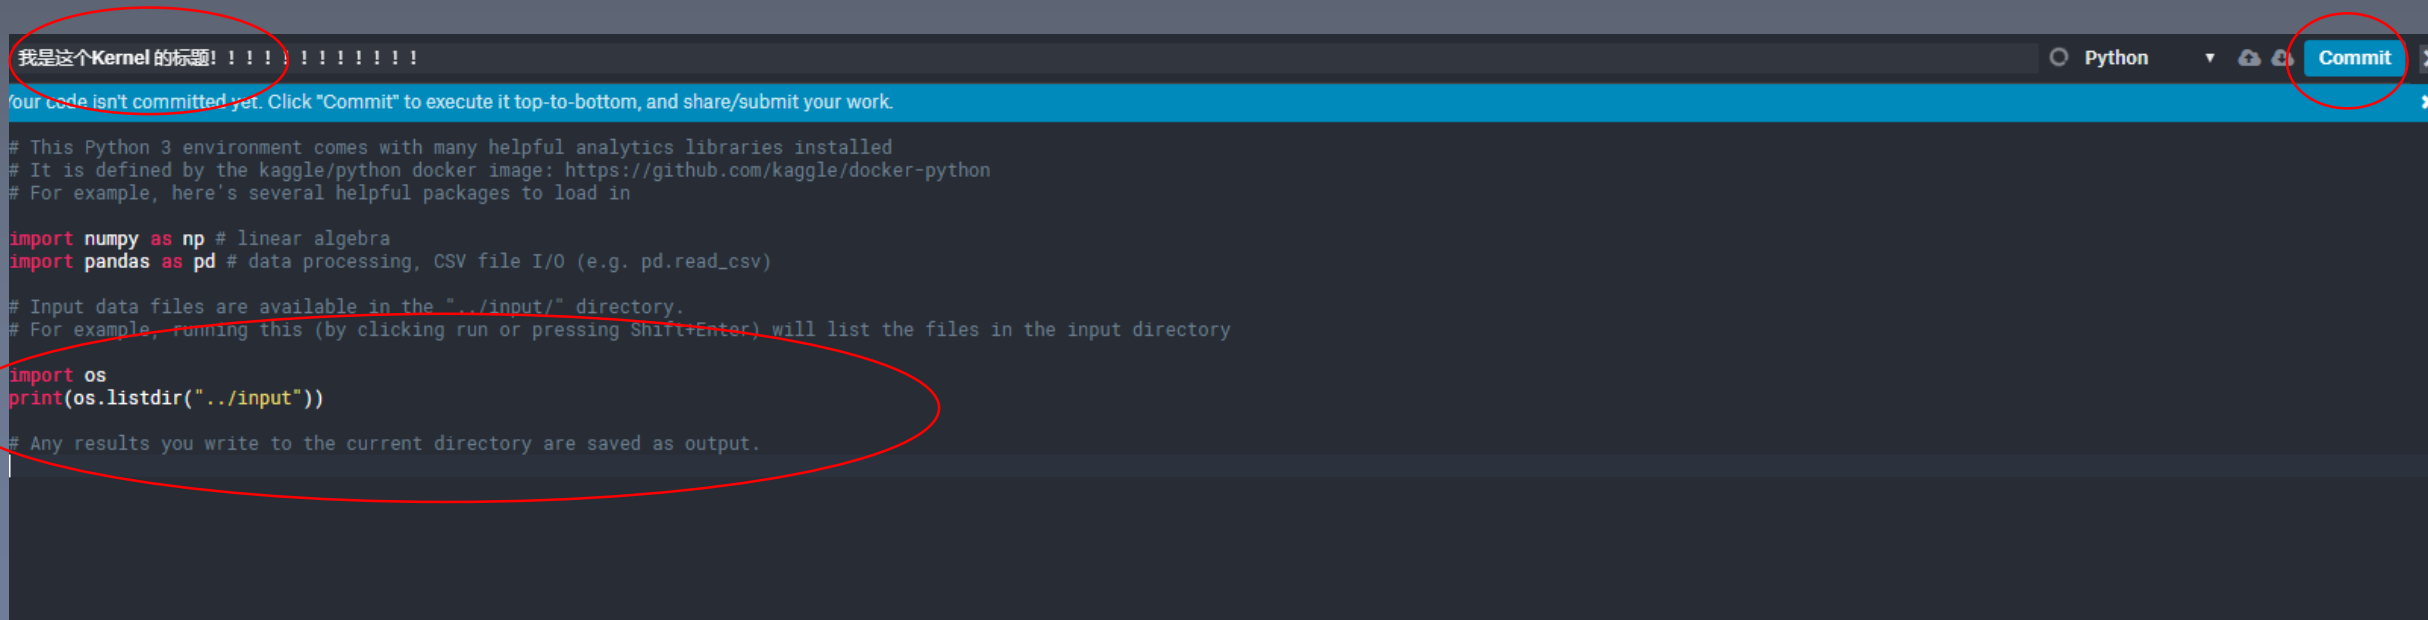 我是这个Kernel 的标题！！！！！！！！！！！！ Python Commit
Your code isn't committed yet. Click "Commit" to execute it top-to-bottom, and share/submit your work.
# This Python 3 environment comes with many helpful analytics libraries installed
# It is defined by the kaggle/python docker image: https://github.com/kaggle/docker-python
# For example, here's several helpful packages to load in
import numpy as np # linear algebra
import pandas as pd # data processing, CSV file I/O (e.g. pd.read_csv)
# Input data files are available in the "../input/" directory.
# For example, running this (by clicking run or pressing Shift+Enter) will list the files in the input directory
import os
print(os.listdir("../input"))
# Any results you write to the current directory are saved as output.